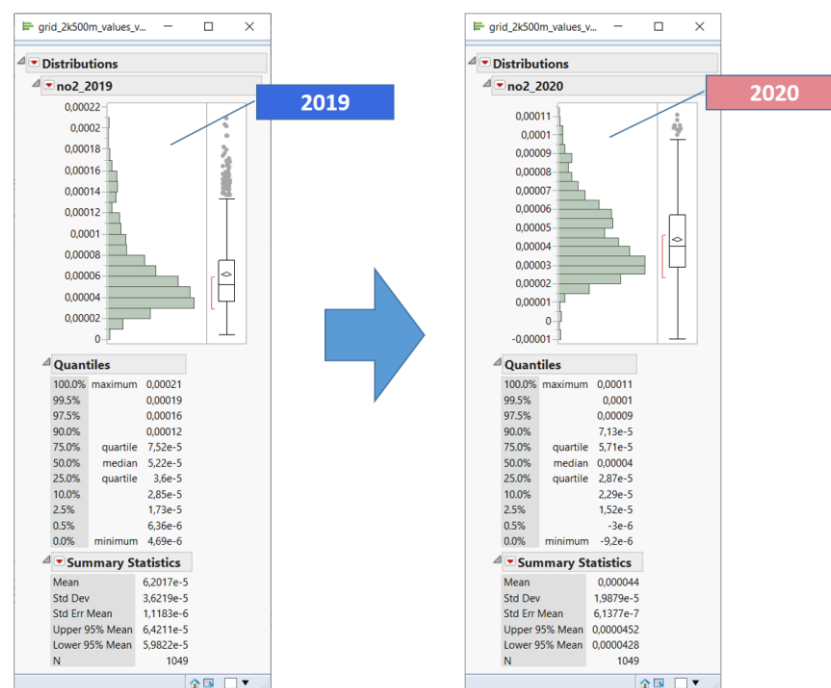 grid_2k500m_values_v...
Distributions
no2_2019
2019
0,00022
0,0002
0,00018
0,00016
0,00014
0,00012
0,0001
0,00008
0,00006
0,00004
0,00002
0
Quantiles
100.0% maximum 0,00021
99.5% 0,00019
97.5% 0,00016
90.0% 0,00012
75.0% quartile 7,52e-5
50.0% median 5,22e-5
25.0% quartile 3,6e-5
10.0% 2,85e-5
2.5% 1,73e-5
0.5% 6,36e-6
0.0% minimum 4,69e-6
Summary Statistics
Mean 6,2017e-5
Std Dev 3,6219e-5
Std Err Mean 1,1183e-6
Upper 95% Mean 6,4211e-5
Lower 95% Mean 5,9822e-5
N 1049
grid_2k500m_values_v...
Distributions
no2_2020
2020
0,00011
0,0001
0,00009
0,00008
0,00007
0,00006
0,00005
0,00004
0,00003
0,00002
0,00001
0
-0,00001
Quantiles
100.0% maximum 0,00011
99.5% 0,0001
97.5% 0,00009
90.0% 7,13e-5
75.0% quartile 5,71e-5
50.0% median 0,00004
25.0% quartile 2,87e-5
10.0% 2,29e-5
2.5% 1,52e-5
0.5% -3e-6
0.0% minimum -9,2e-6
Summary Statistics
Mean 0,000044
Std Dev 1,9879e-5
Std Err Mean 6,1377e-7
Upper 95% Mean 0,0000452
Lower 95% Mean 0,0000428
N 1049